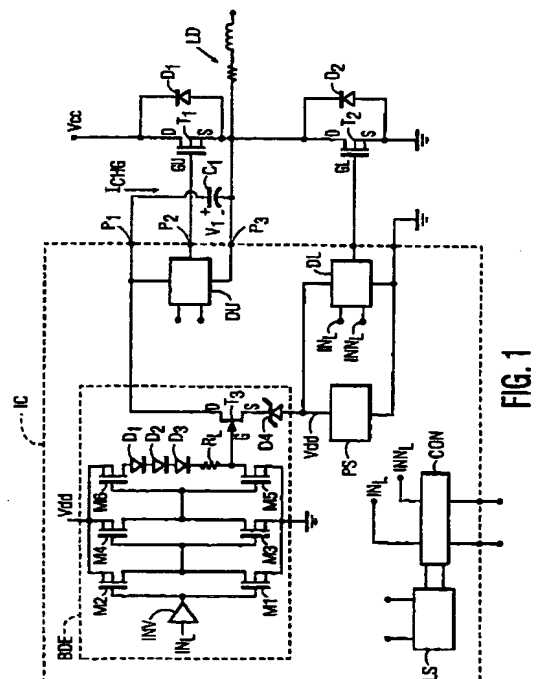 IC
BDE
Vdd
M2
M4
M6
D1
D2
D3
RL
INV
INL
M1
M3
M5
G
D
T3
S
D4
Vdd
PS
DU
P1
P2
P3
ICHG
+
V1
-
C1
Vcc
D
GU
T1
S
D1
LD
D
GL
T2
S
D2
DL
INL
INNL
INL
INNL
CON
LS
FIG. 1